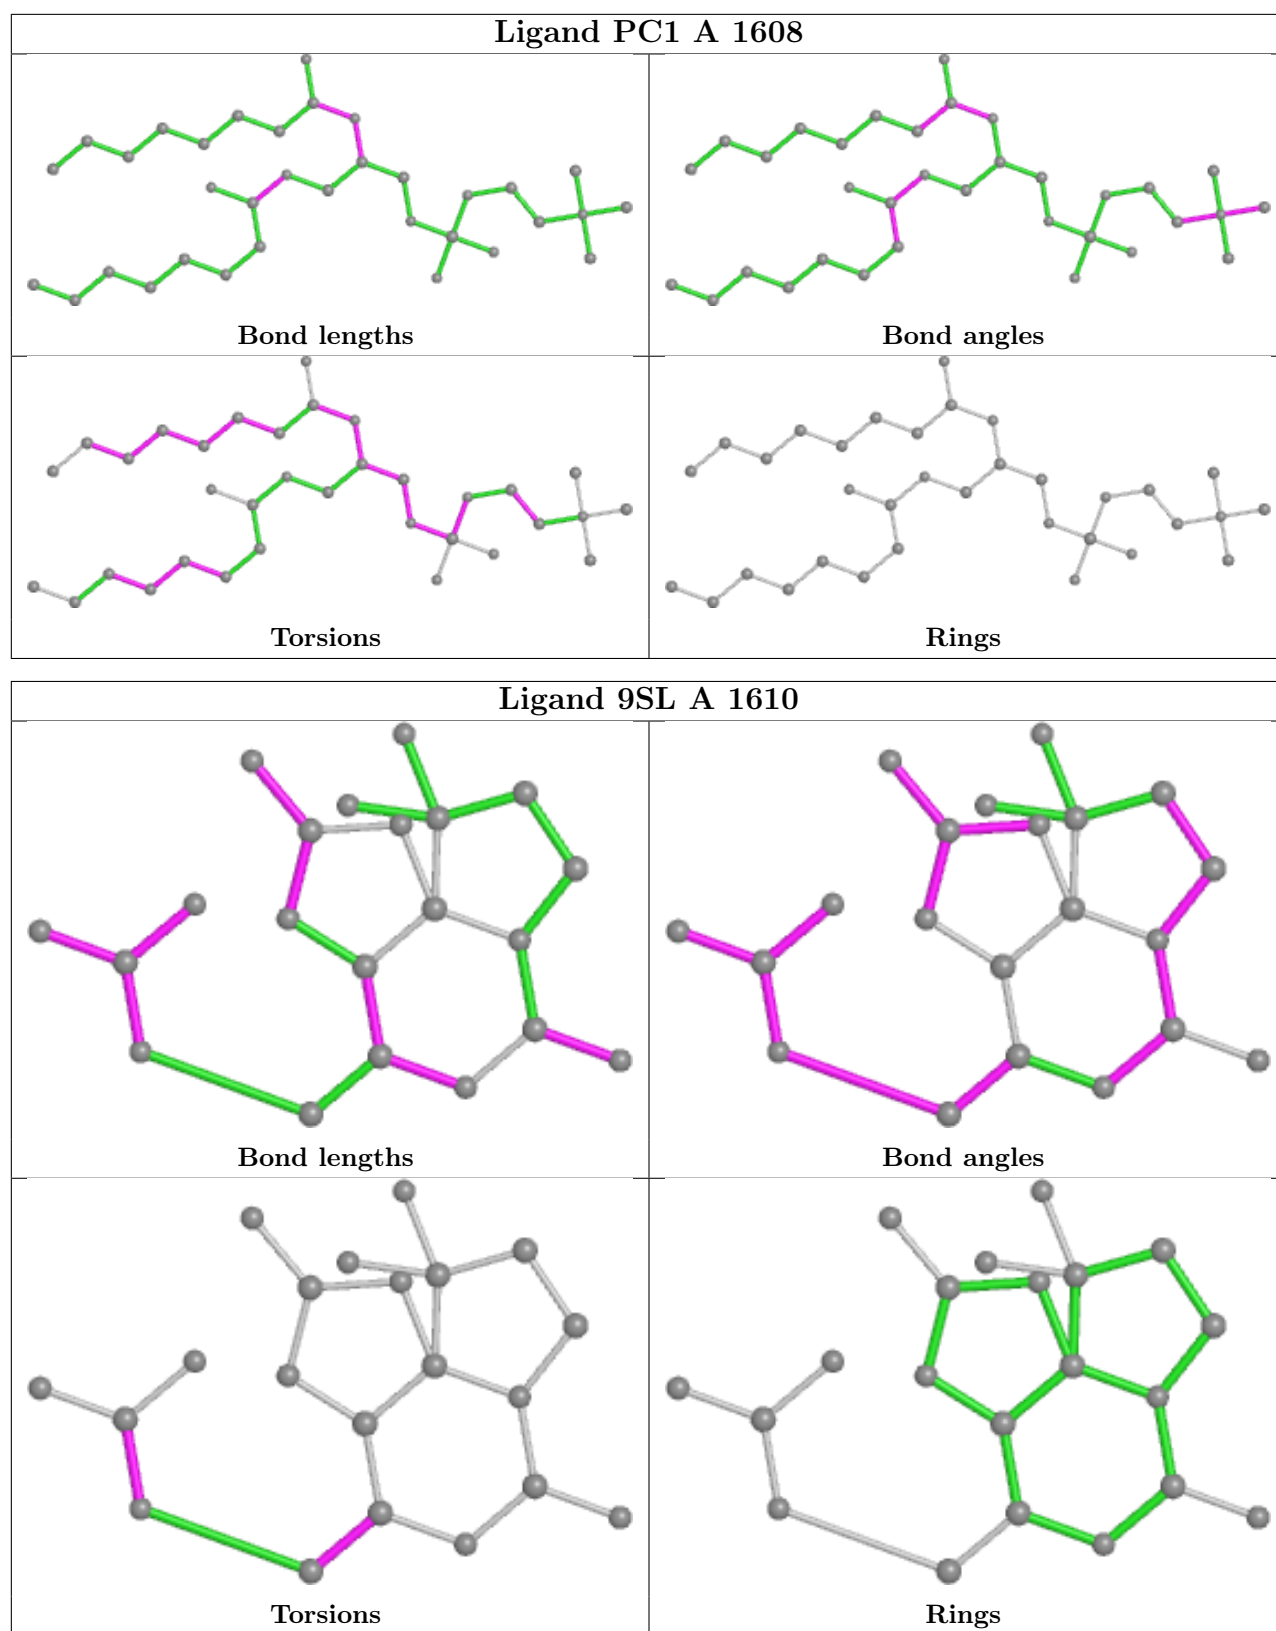 Ligand PC1 A 1608
Bond lengths
Bond angles
Torsions
Rings
Ligand 9SL A 1610
Bond lengths
Bond angles
Torsions
Rings